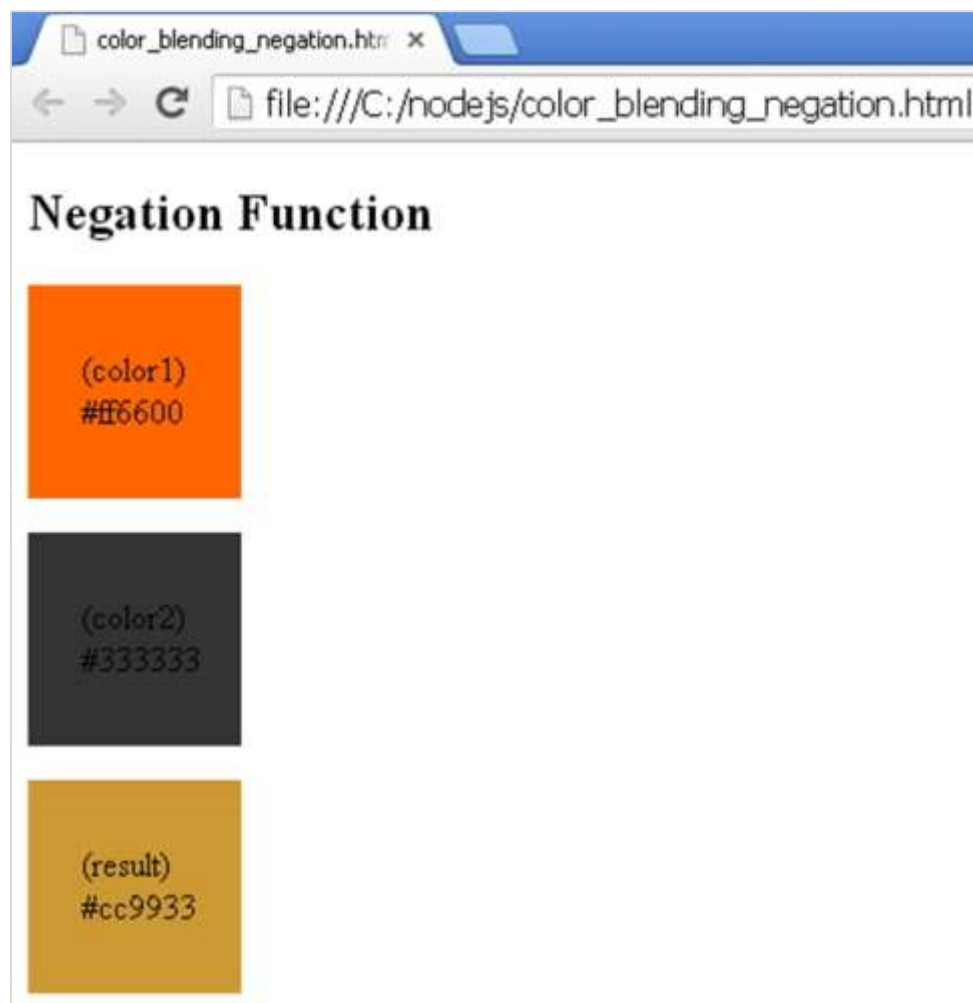 color_blending_negation.htm
file:///C:/nodejs/color_blending_negation.html
Negation Function
(color1)
#ff6600
(color2)
#333333
(result)
#cc9933